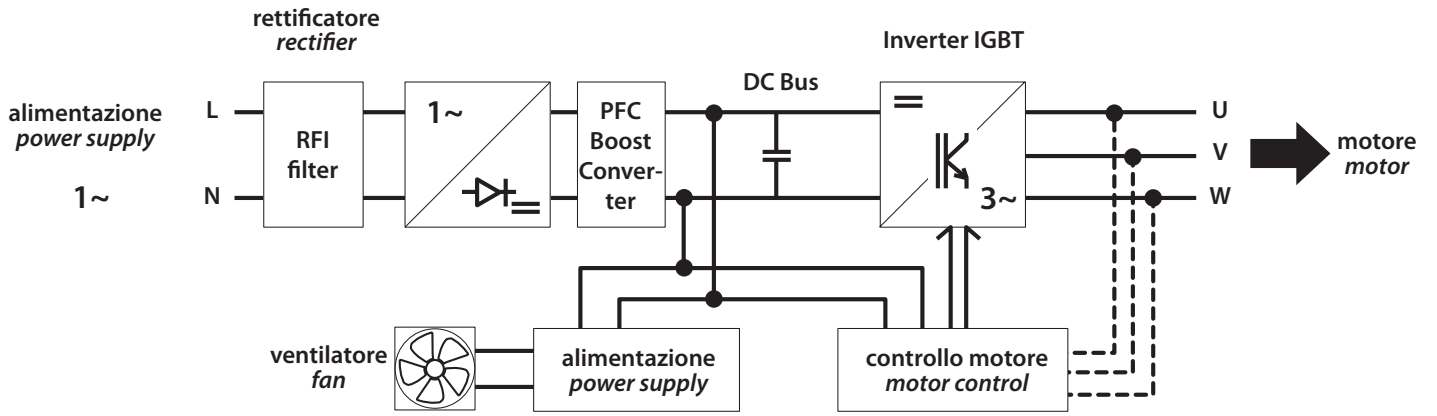 rettificatore
rectifier
Inverter IGBT
DC Bus
alimentazione
power supply
1~
L
N
RFI
filter
1~
PFC
Boost
Conver-
ter
3~
U
V
W
motore
motor
ventilatore
fan
alimentazione
power supply
controllo motore
motor control